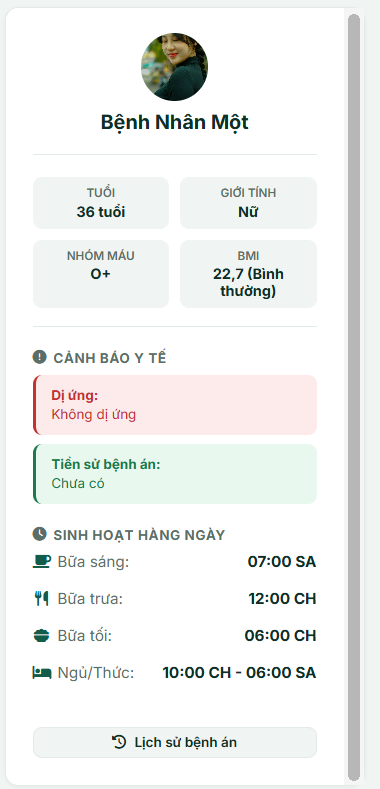 Bệnh Nhân Một
TUỔI
36 tuổi
GIỚI TÍNH
Nữ
NHÓM MÁU
O+
BMI
22,7 (Bình
thường)
CẢNH BÁO Y TẾ
Dị ứng:
Không dị ứng
Tiền sử bệnh án:
Chưa có
SINH HOẠT HÀNG NGÀY
Bữa sáng: 07:00 SA
Bữa trưa: 12:00 CH
Bữa tối: 06:00 CH
Ngủ/Thức: 10:00 CH - 06:00 SA
Lịch sử bệnh án